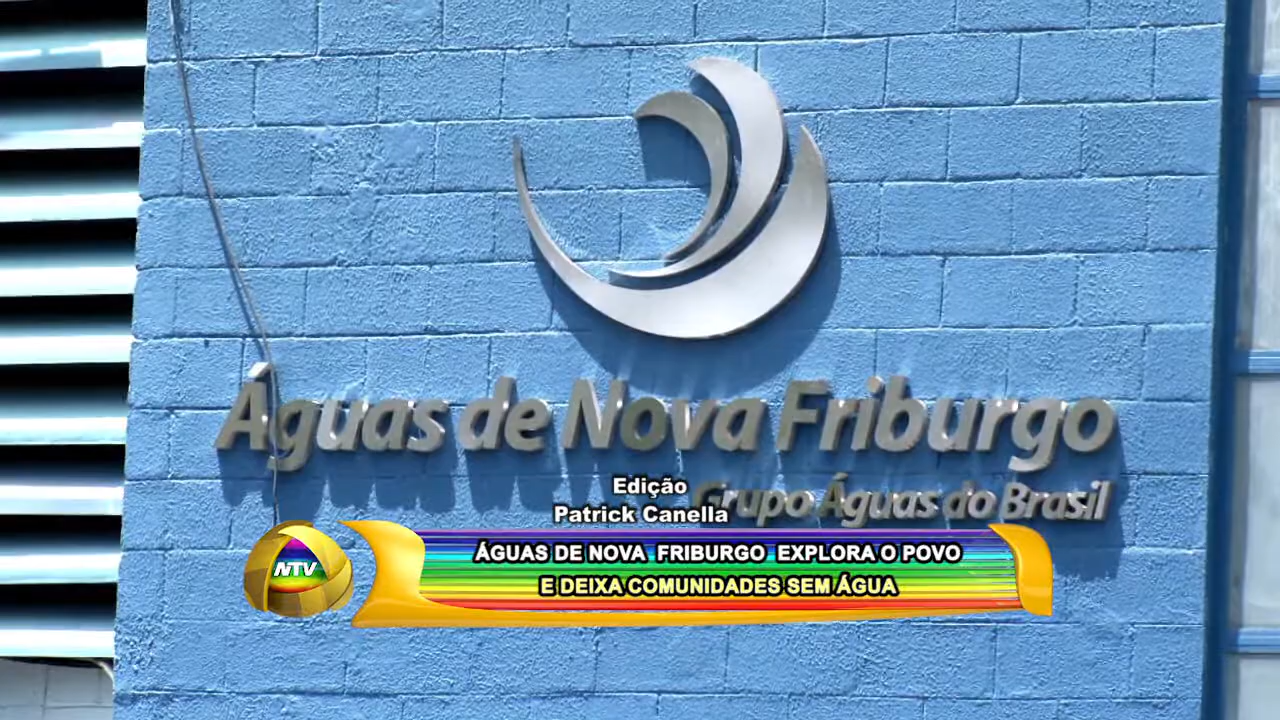 Águas de Nova Friburgo
Grupo Águas do Brasil
Edição
Patrick Canella
NTV
ÁGUAS DE NOVA FRIBURGO EXPLORA O POVO
E DEIXA COMUNIDADES SEM ÁGUA